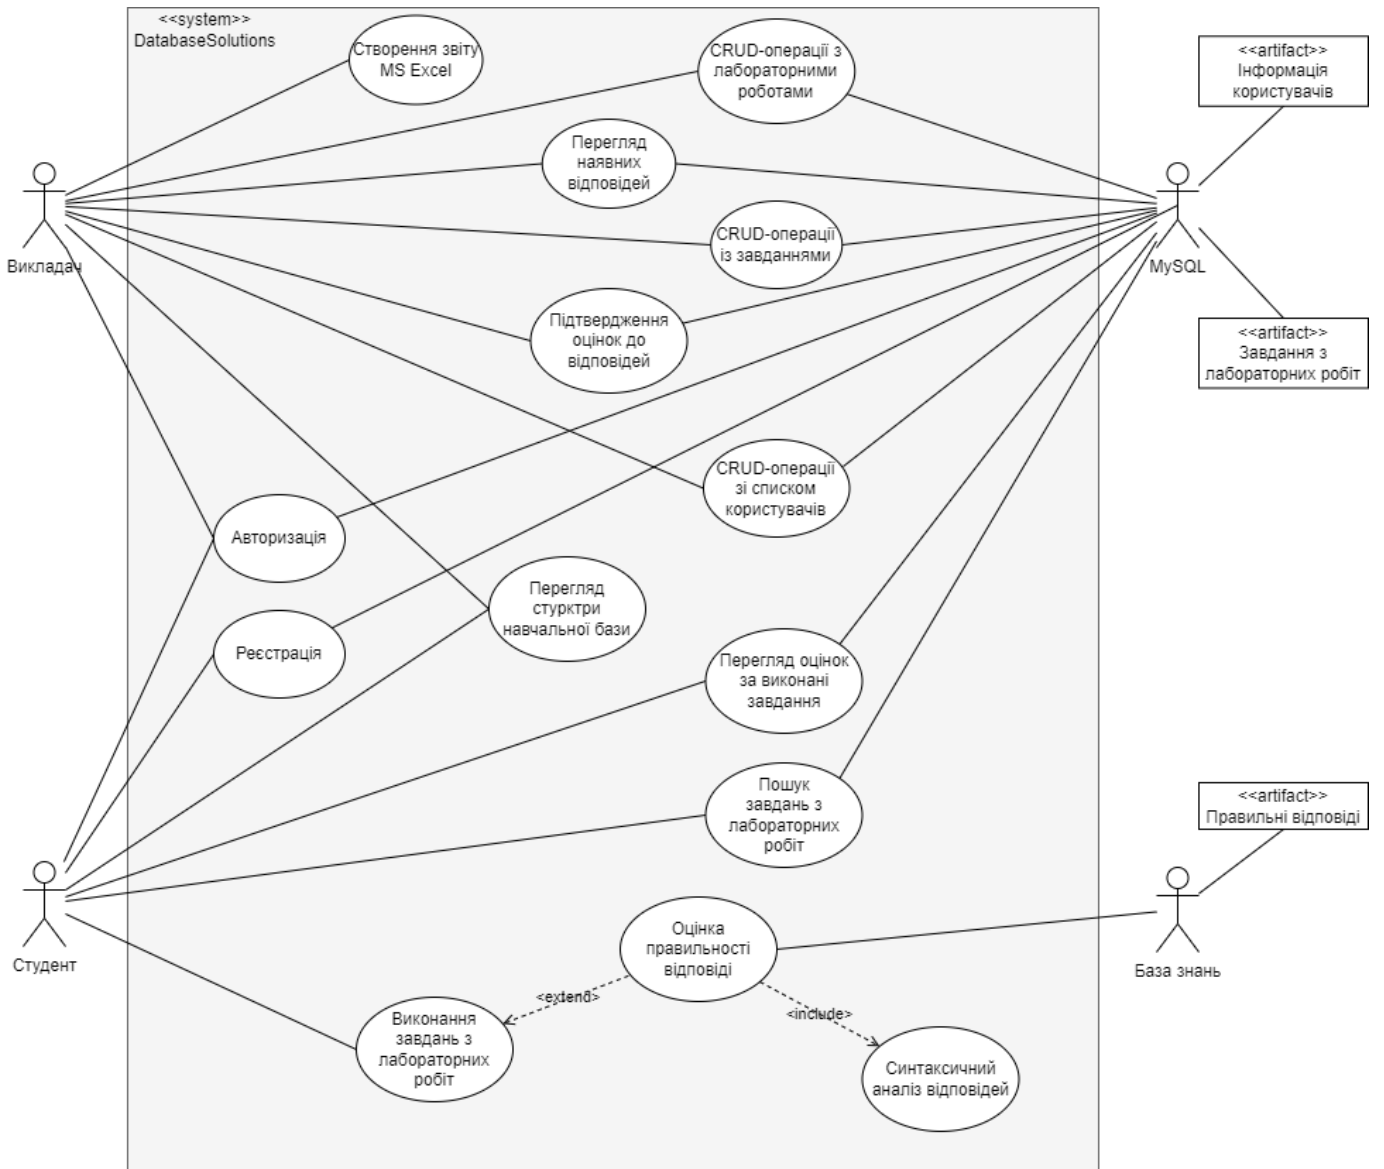 <<system>>
DatabaseSolutions
Створення звіту
MS Excel
CRUD-операції з
лабораторними
роботами
<<artifact>>
Інформація
користувачів
Перегляд
наявних
відповідей
Викладач
CRUD-операції
із завданнями
MySQL
Підтвердження
оцінок до
відповідей
<<artifact>>
Завдання з
лабораторних робіт
CRUD-операції
зі списком
користувачів
Авторизація
Перегляд
стурктри
навчальної бази
Реєстрація
Перегляд оцінок
за виконані
завдання
Пошук
завдань з
лабораторних
робіт
<<artifact>>
Правильні відповіді
Студент
Оцінка
правильності
відповіді
База знань
<extend>
<include>
Виконання
завдань з
лабораторних
робіт
Синтаксичний
аналіз відповідей